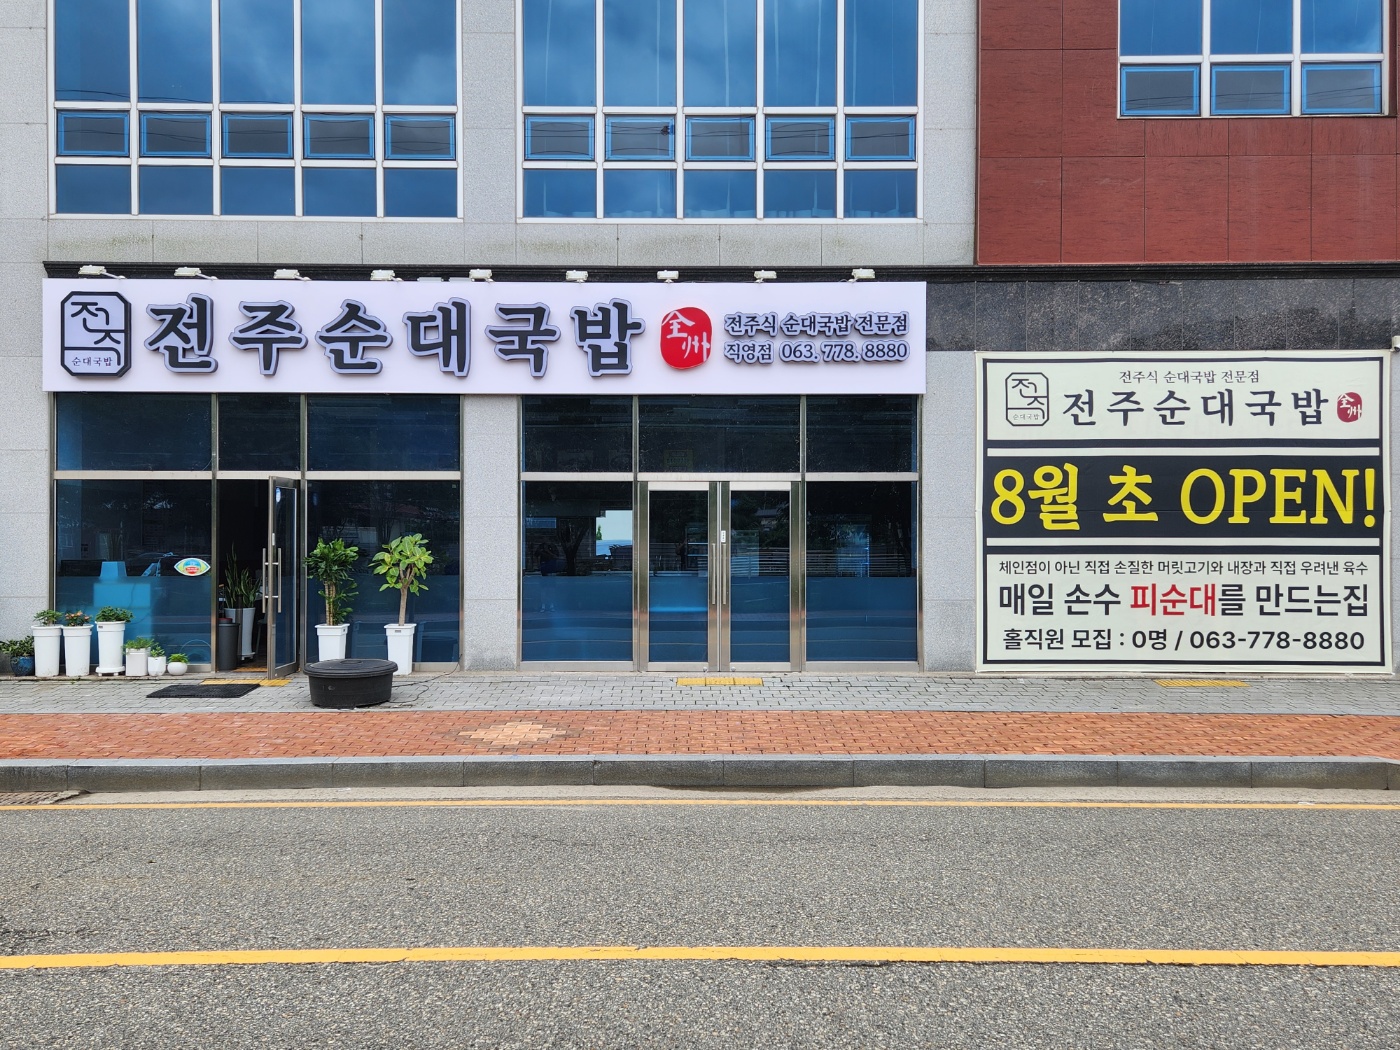 전주
순대국밥
전주순대국밥
全州
전주식 순대국밥 전문점
직영점 063. 778. 8880
전주
순대국밥
전주식 순대국밥 전문점
전주순대국밥
全州
8월 초 OPEN!
체인점이 아닌 직접 손질한 머릿고기와 내장과 직접 우려낸 육수
매일 손수 피순대를 만드는집
홀직원 모집 : 0명 / 063-778-8880